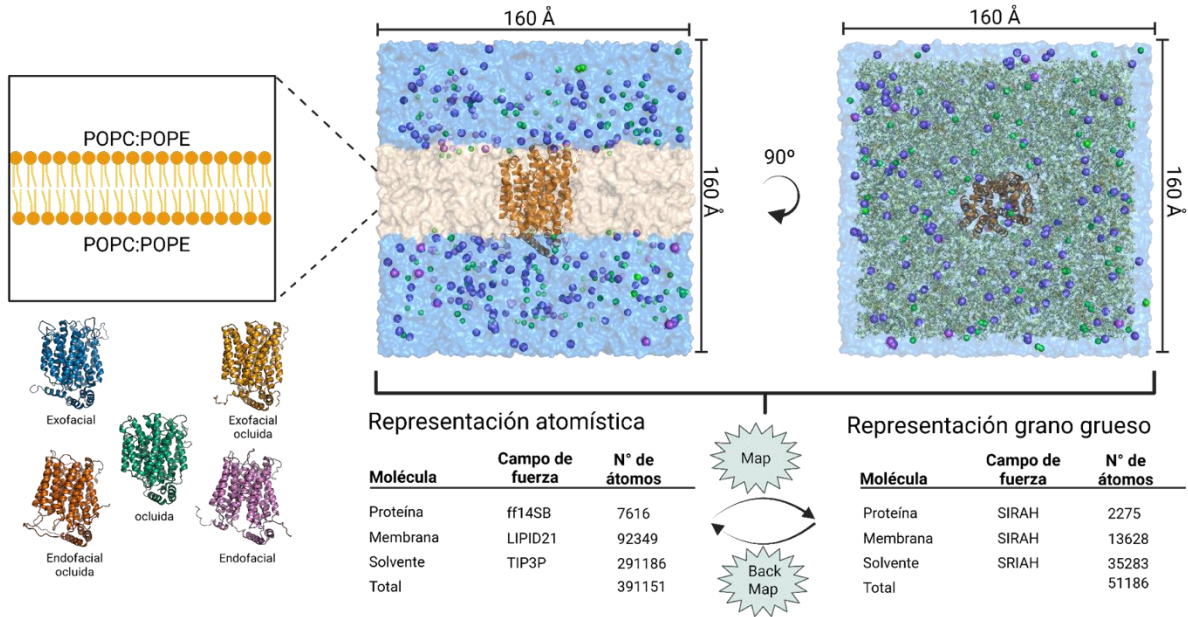 160 Å
160 Å
160 Å
160 Å
90º
POPC:POPE
POPC:POPE
Exofacial
Exofacial
ocluida
ocluida
Endofacial
ocluida
Endofacial
Representación atomística
Molécula Campo de fuerza N° de átomos
Proteína ff14SB 7616
Membrana LIPID21 92349
Solvente TIP3P 291186
Total 391151
Map
Back
Map
Representación grano grueso
Molécula Campo de fuerza N° de átomos
Proteína SIRAH 2275
Membrana SIRAH 13628
Solvente SRIAH 35283
Total 51186